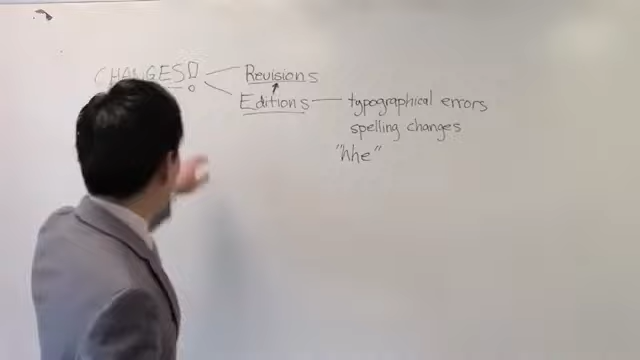 CHANGES!
Revisions
Editions — typographical errors
spelling changes
"hhe"